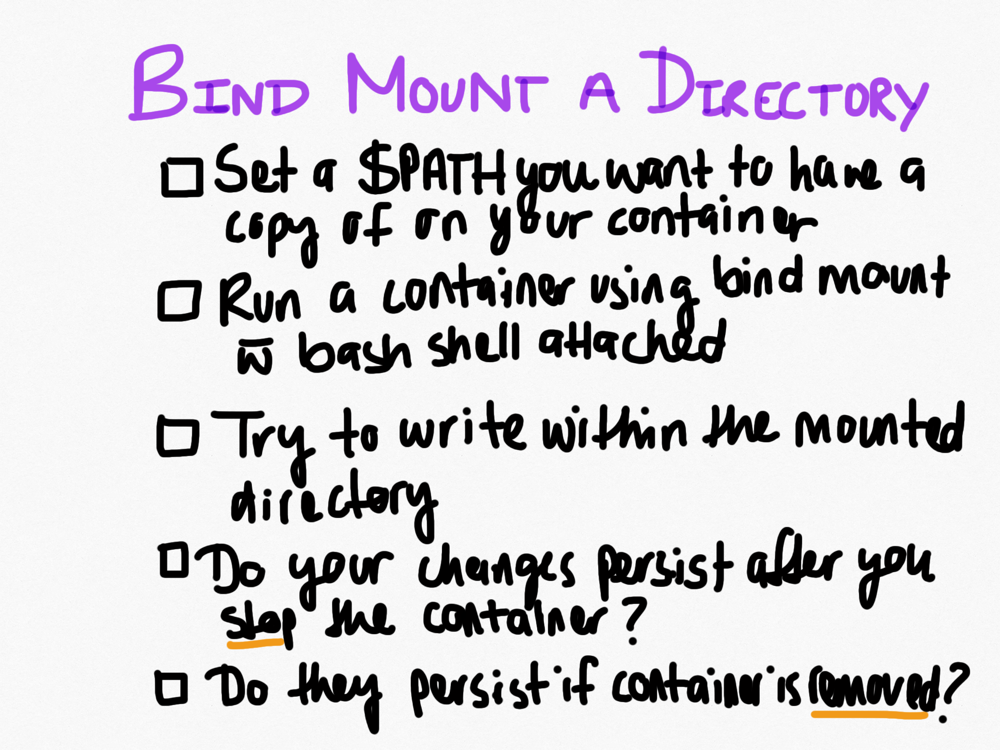 BIND MOUNT A DIRECTORY
Set a $PATH you want to have a
copy of on your container
Run a container using bind mount
w̅ bash shell attached
Try to write within the mounted
directory
Do your changes persist after you
stop the container?
Do they persist if container is removed?